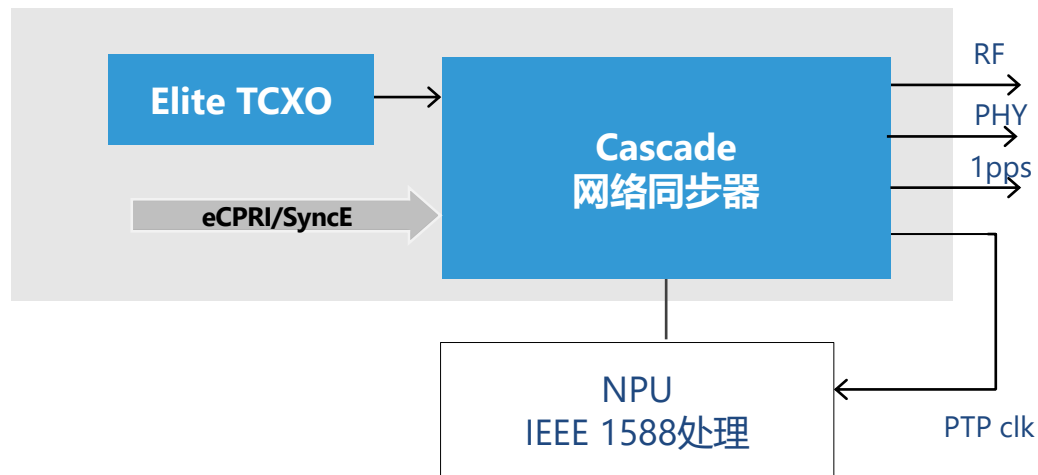 RF
Elite TCXO
PHY
Cascade
网络同步器
1pps
eCPRI/SyncE
NPU
IEEE 1588处理
PTP clk